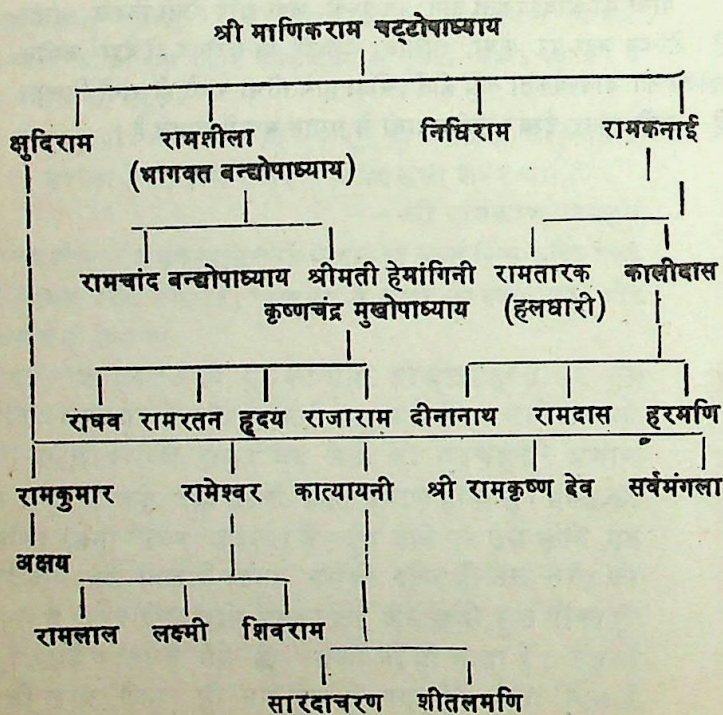 श्री माणिकराम चट्टोपाध्याय
क्षुदिराम रामशीला निधिराम रामकनाई
(भागवत बन्द्योपाध्याय)
रामचांद बन्द्योपाध्याय श्रीमती हेमांगिनी रामतारक कालीदास
कृष्णचंद्र मुखोपाध्याय (हलधारी)
राघव रामरतन हृदय राजाराम दीनानाथ रामदास हरमणि
रामकुमार रामेश्वर कात्यायनी श्री रामकृष्ण देव सर्वमंगला
अक्षय
रामलाल लक्ष्मी शिवराम
सारदाचरण शीतलमणि